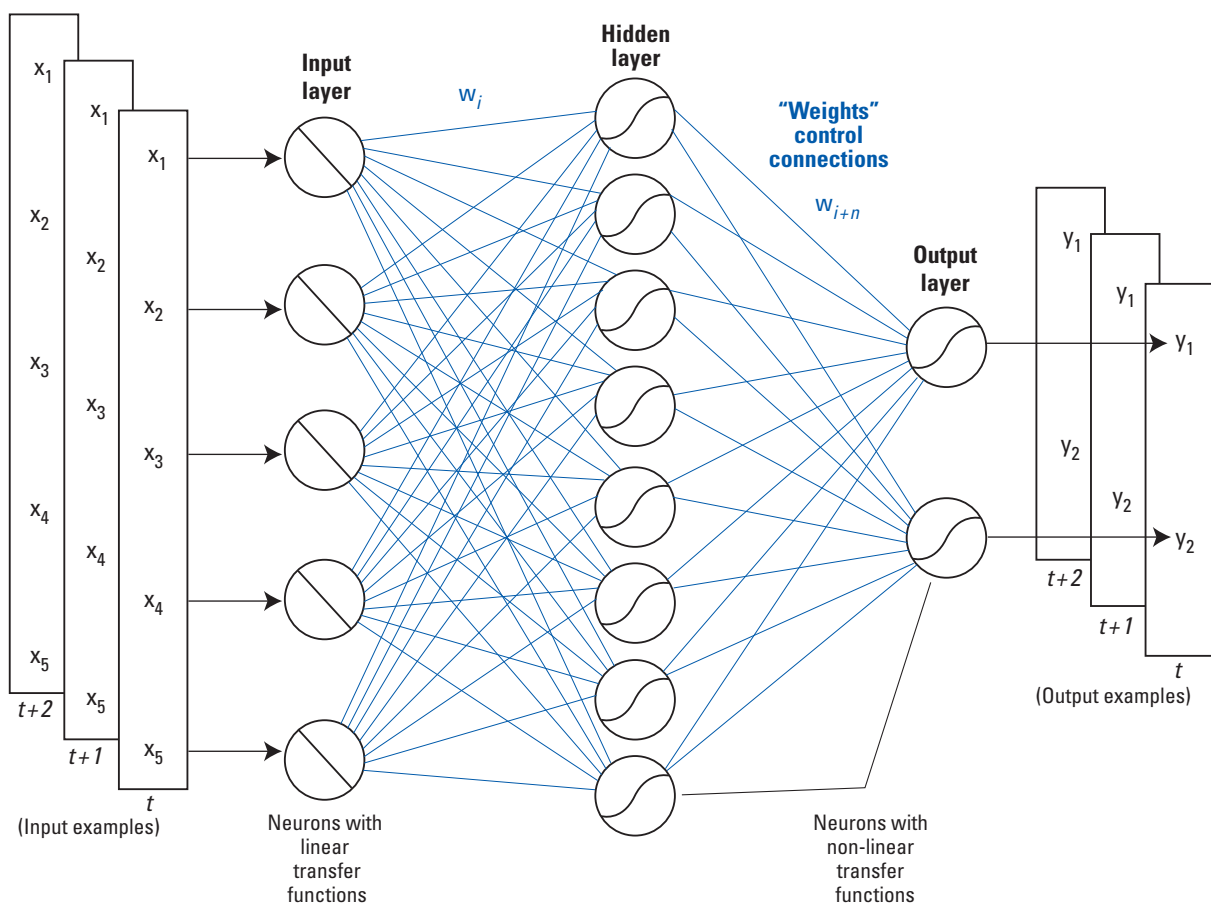 x1
x2
x3
x4
x5
t+2
x1
x2
x3
x4
x5
t+1
x1
x2
x3
x4
x5
t
(Input examples)
Input
layer
Neurons with
linear
transfer
functions
wi
Hidden
layer
“Weights”
control
connections
wi+n
Output
layer
Neurons with
non-linear
transfer
functions
y1
y2
t+2
y1
y2
t+1
y1
y2
t
(Output examples)